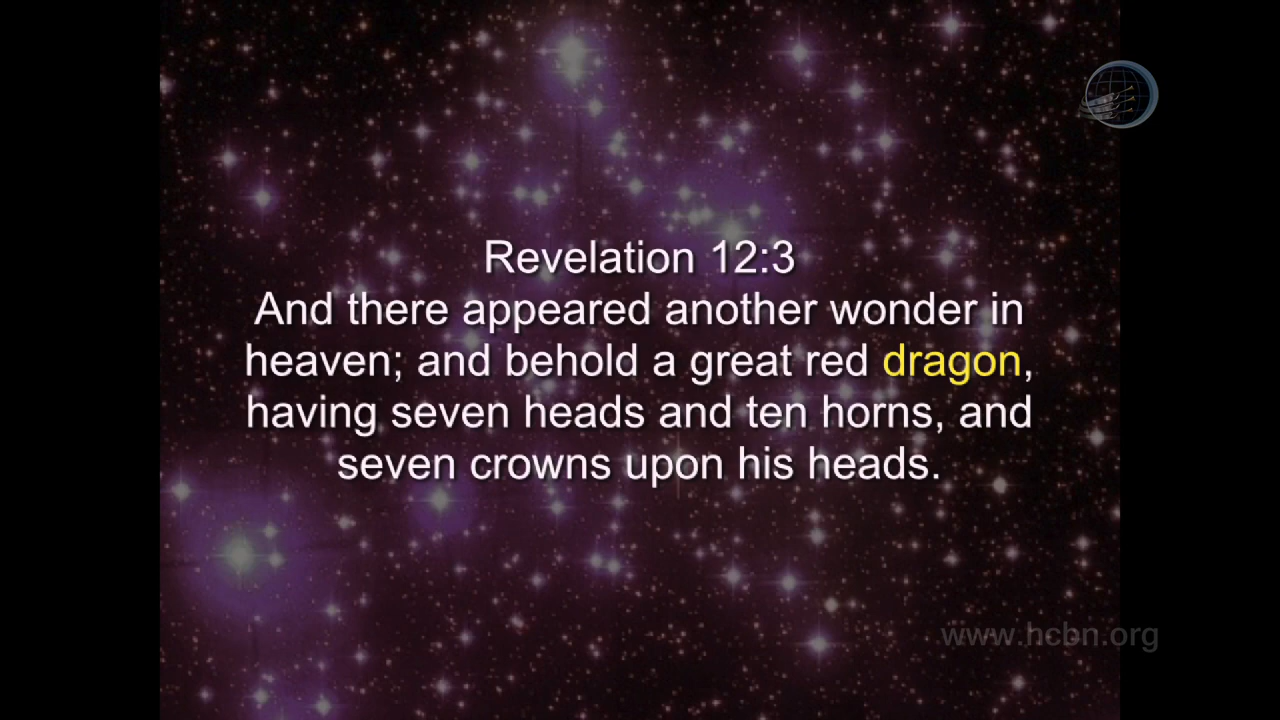 Revelation 12:3
And there appeared another wonder in
heaven; and behold a great red dragon,
having seven heads and ten horns, and
seven crowns upon his heads.
www.hcbn.org